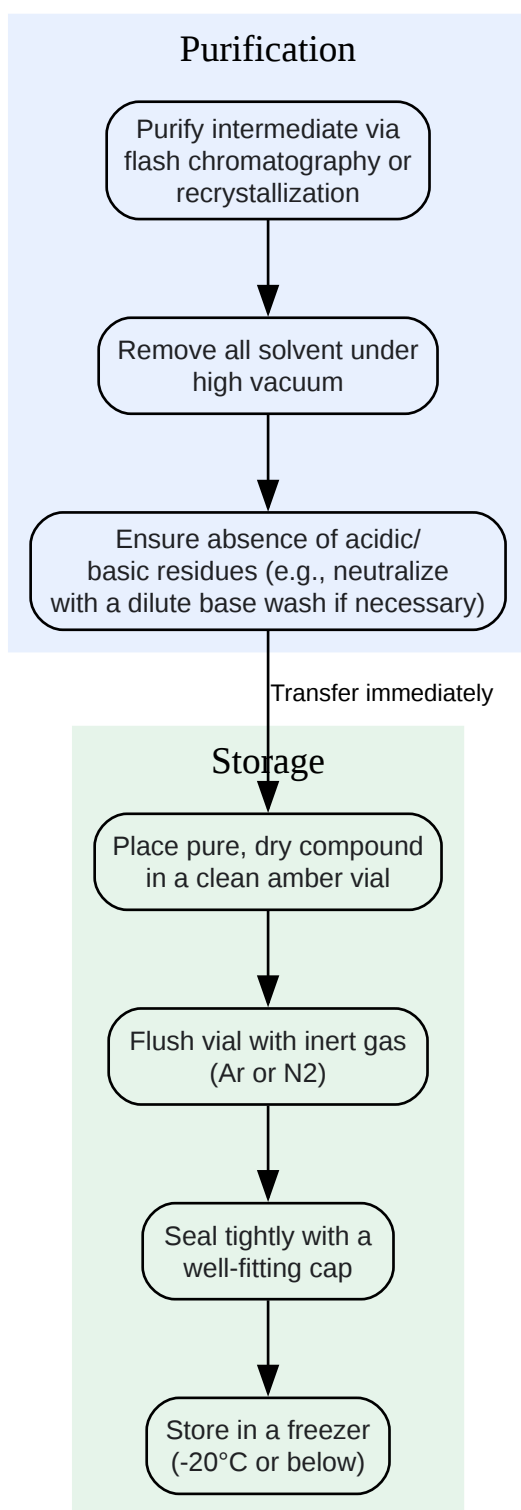 Purification
Purify intermediate via
flash chromatography or
recrystallization
Remove all solvent under
high vacuum
Ensure absence of acidic/
basic residues (e.g., neutralize
with a dilute base wash if necessary)
Transfer immediately
Storage
Place pure, dry compound
in a clean amber vial
Flush vial with inert gas
(Ar or N2)
Seal tightly with a
well-fitting cap
Store in a freezer
(-20°C or below)